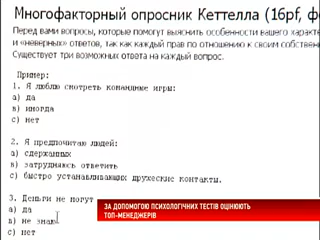 Многофакторный опросник Кеттелла (16pf, ф
Перед вами вопросы, которые помогут выяснить особенности вашего характе
и «неверных» ответов, так как каждый прав по отношению к своим собствен
Существует три возможных ответа на каждый вопрос.
Пример:
1. Я люблю смотреть командные игры:
а) да
в) иногда
с) нет
2. Я предпочитаю людей:
а) сдержанных
в) затрудняюсь ответить
с) быстро устанавливающих дружеские контакты.
3. Деньги не могут
а) да
в) не знаю
с) нет
ЗА ДОПОМОГОЮ ПСИХОЛОГІЧНИХ ТЕСТІВ ОЦІНЮЮТЬ
ТОП-МЕНЕДЖЕРІВ